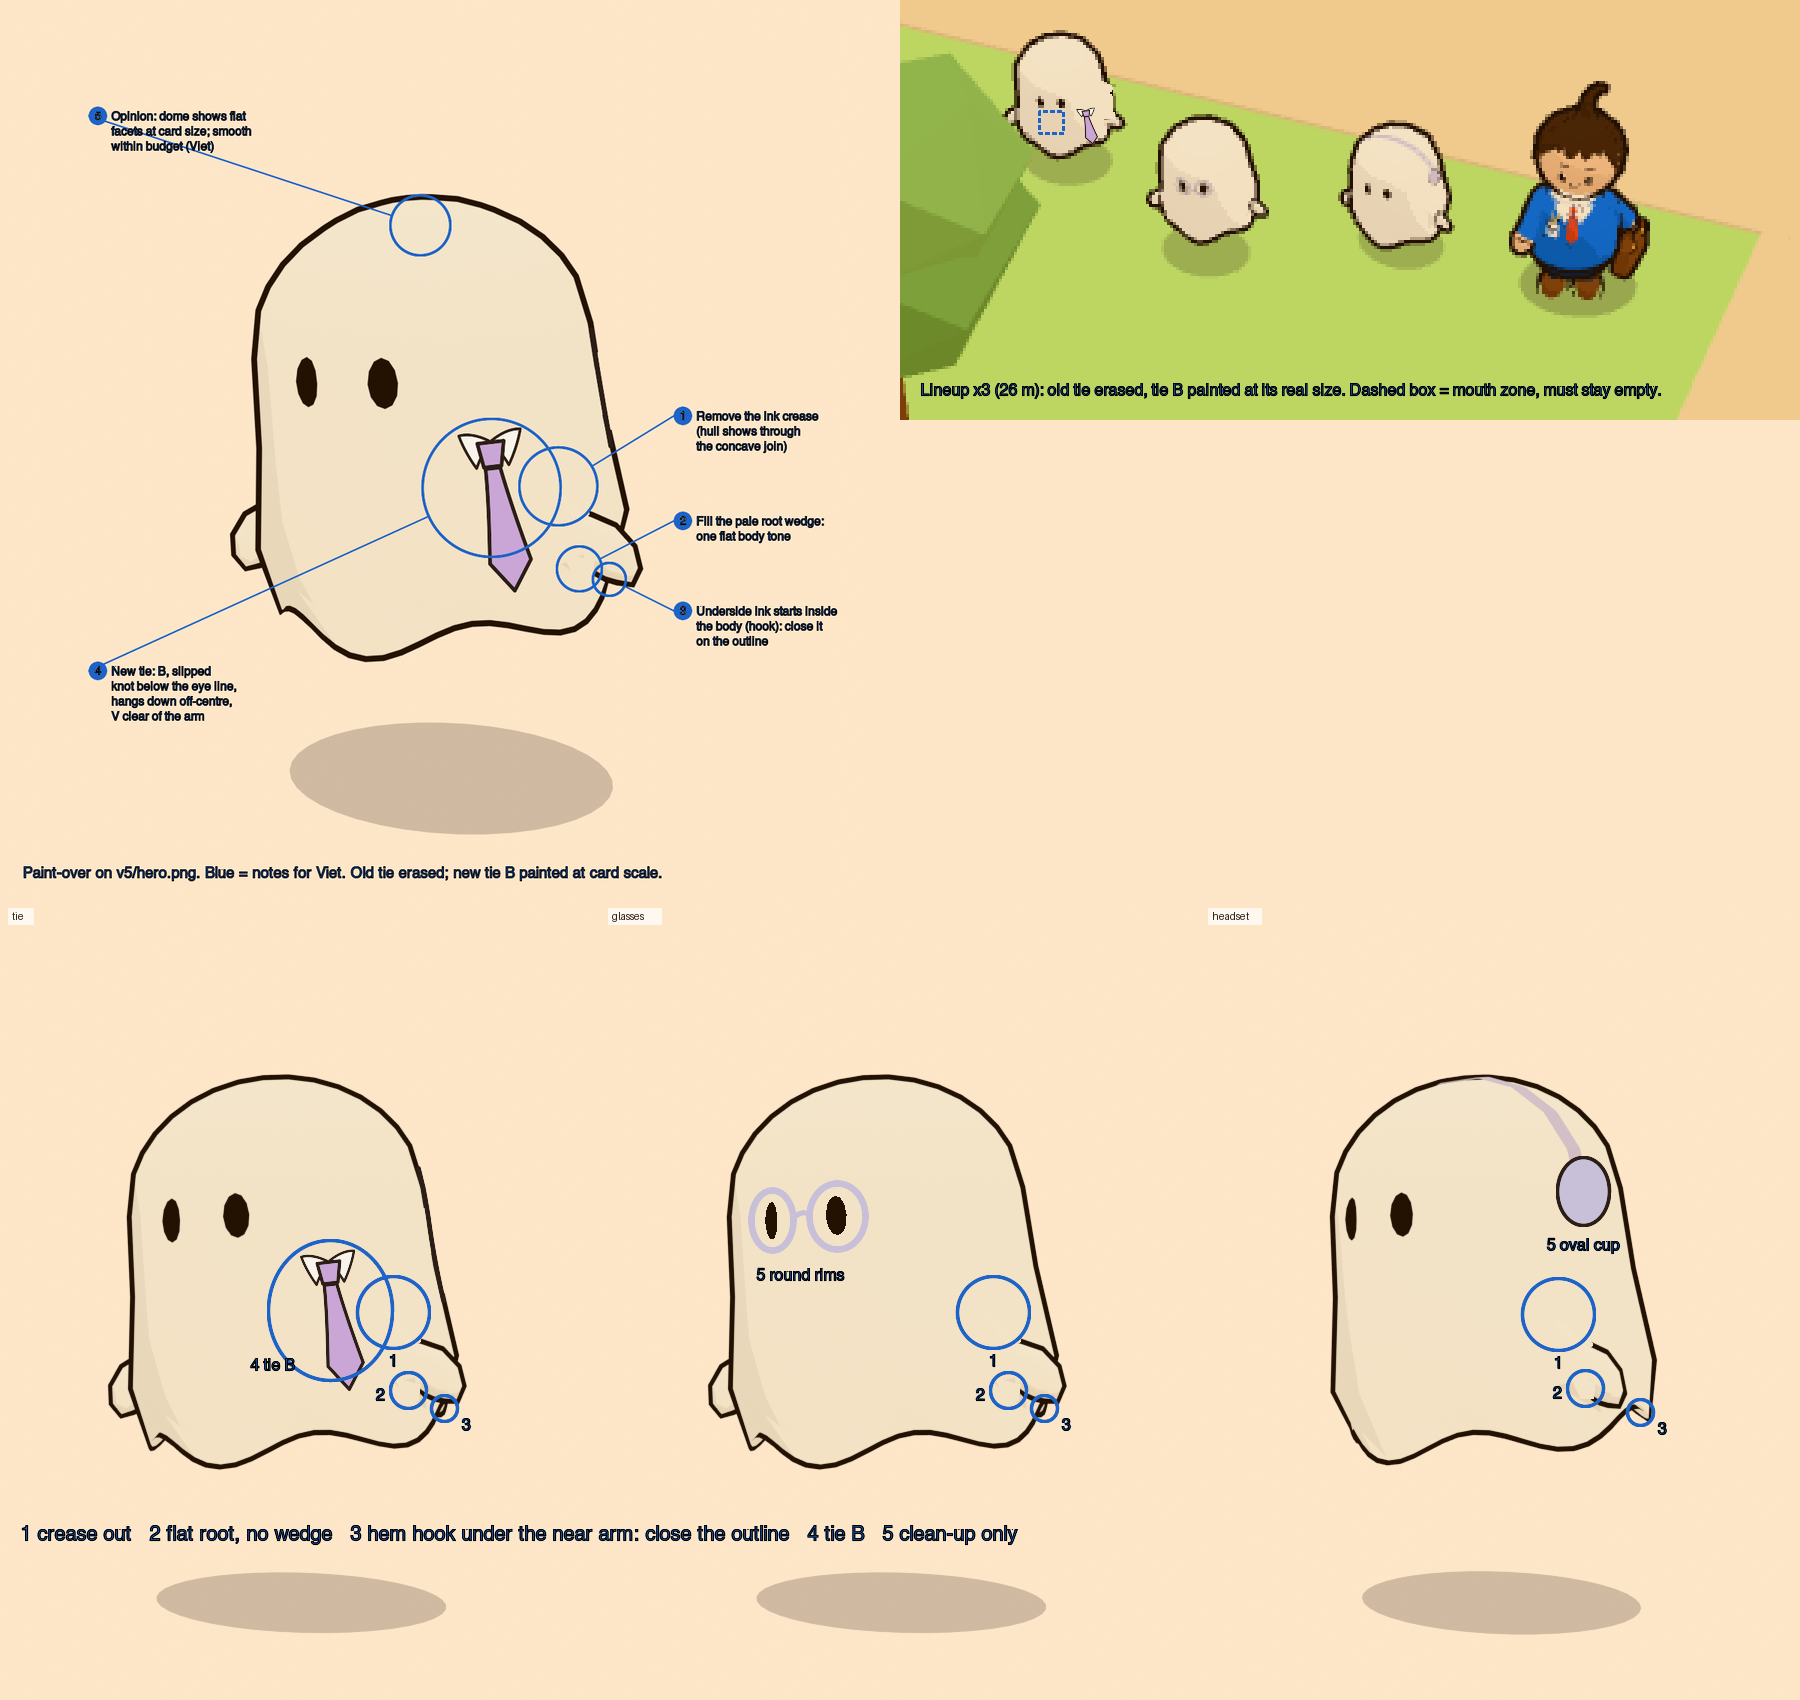 5 Opinion: dome shows flat
facets at card size; smooth
within budget (Viet)
1 Remove the ink crease
(hull shows through
the concave join)
2 Fill the pale root wedge:
one flat body tone
3 Underside ink starts inside
the body (hook): close it
on the outline
4 New tie: B, slipped
knot below the eye line,
hangs down off-centre,
V clear of the arm
Paint-over on v5/hero.png. Blue = notes for Viet. Old tie erased; new tie B painted at card scale.
Lineup x3 (26 m): old tie erased, tie B painted at its real size. Dashed box = mouth zone, must stay empty.
tie
4 tie B
1
2
3
glasses
5 round rims
1
2
3
headset
5 oval cup
1
2
3
1 crease out 2 flat root, no wedge 3 hem hook under the near arm: close the outline 4 tie B 5 clean-up only